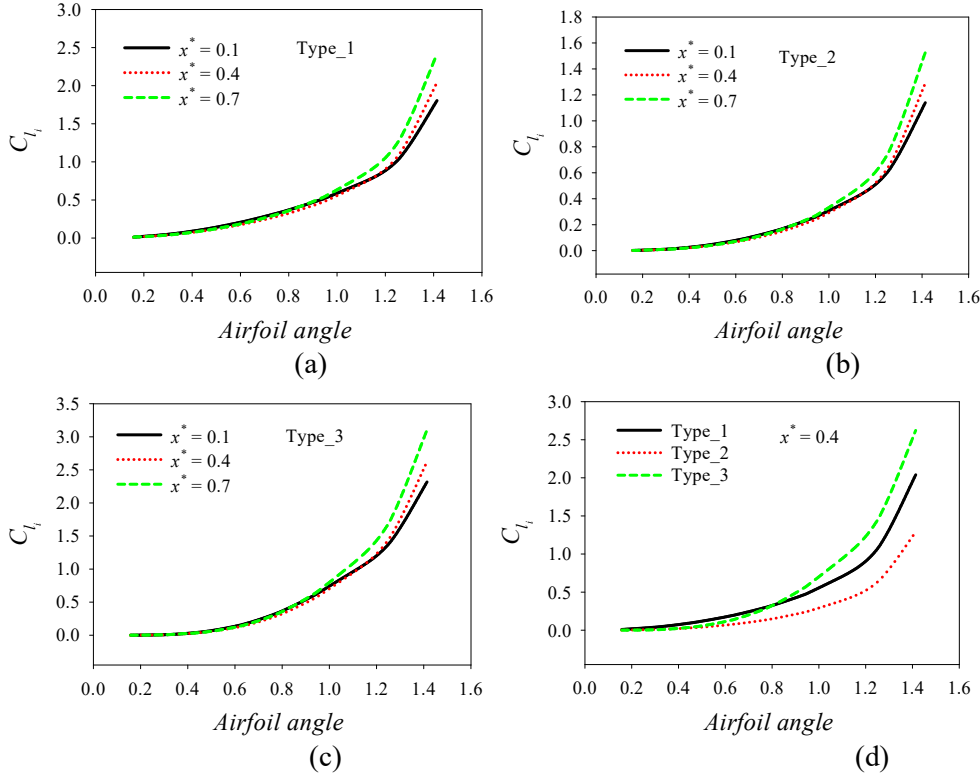 3.0
2.5
2.0
1.5
1.0
0.5
0.0
C_{l_i}
x* = 0.1
x* = 0.4
x* = 0.7
Type_1
0.0 0.2 0.4 0.6 0.8 1.0 1.2 1.4 1.6
Airfoil angle
(a)
1.8
1.6
1.4
1.2
1.0
0.8
0.6
0.4
0.2
0.0
C_{l_i}
x* = 0.1
x* = 0.4
x* = 0.7
Type_2
0.0 0.2 0.4 0.6 0.8 1.0 1.2 1.4 1.6
Airfoil angle
(b)
3.5
3.0
2.5
2.0
1.5
1.0
0.5
0.0
C_{l_i}
x* = 0.1
x* = 0.4
x* = 0.7
Type_3
0.0 0.2 0.4 0.6 0.8 1.0 1.2 1.4 1.6
Airfoil angle
(c)
3.0
2.5
2.0
1.5
1.0
0.5
0.0
C_{l_i}
Type_1
Type_2
Type_3
x* = 0.4
0.0 0.2 0.4 0.6 0.8 1.0 1.2 1.4 1.6
Airfoil angle
(d)